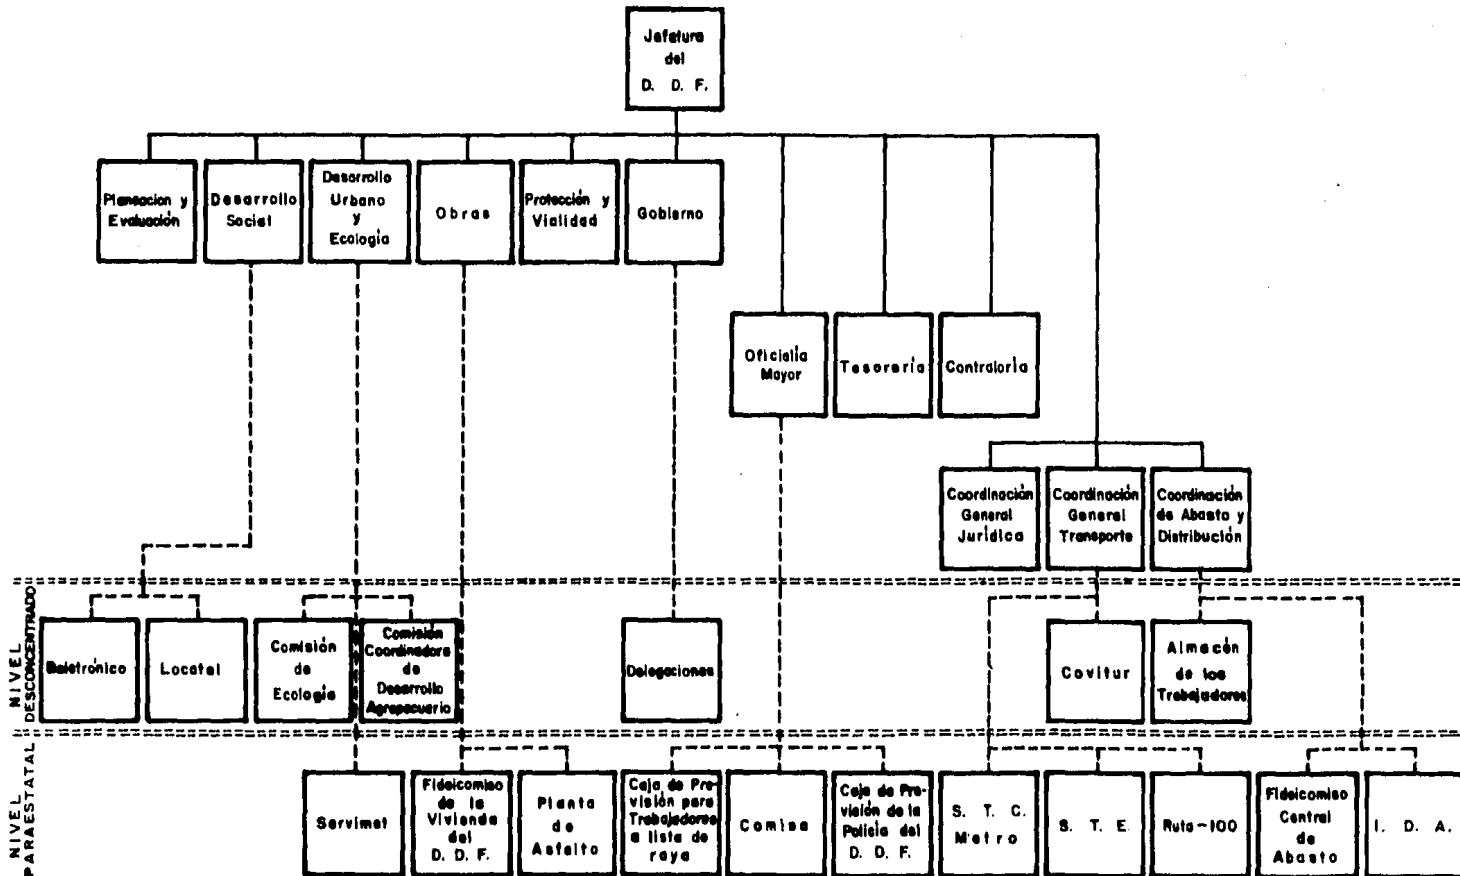 Jefatura
del
D. D. F.
Planeacion y
Evaluación
Desarrollo
Social
Desarrollo
Urbano
y
Ecología
Obras
Protección y
Vialidad
Gobierno
Oficialía
Mayor
Tesorería
Contraloría
Coordinación
General
Jurídica
Coordinación
General
Transporte
Coordinación
de Abasto y
Distribución
NIVEL
DESCONCENTRADO
Boletrónico
Locatel
Comisión
de
Ecología
Comisión
Coordinadora
de
Desarrollo
Agropecuario
Delegaciones
Covitur
Almacén
de los
Trabajadores
NIVEL
PARAESTATAL
Servimet
Fideicomiso
de la
Vivienda del
D. D. F.
Planta
de
Asfalto
Caja de Pre-
visión para
Trabajadores
a lista de
raya
Comisa
Caja de Pre-
visión de la
Policía del
D. D. F.
S. T. C.
Metro
S. T. E.
Ruta-100
Fideicomiso
Central
de
Abasto
I. D. A.